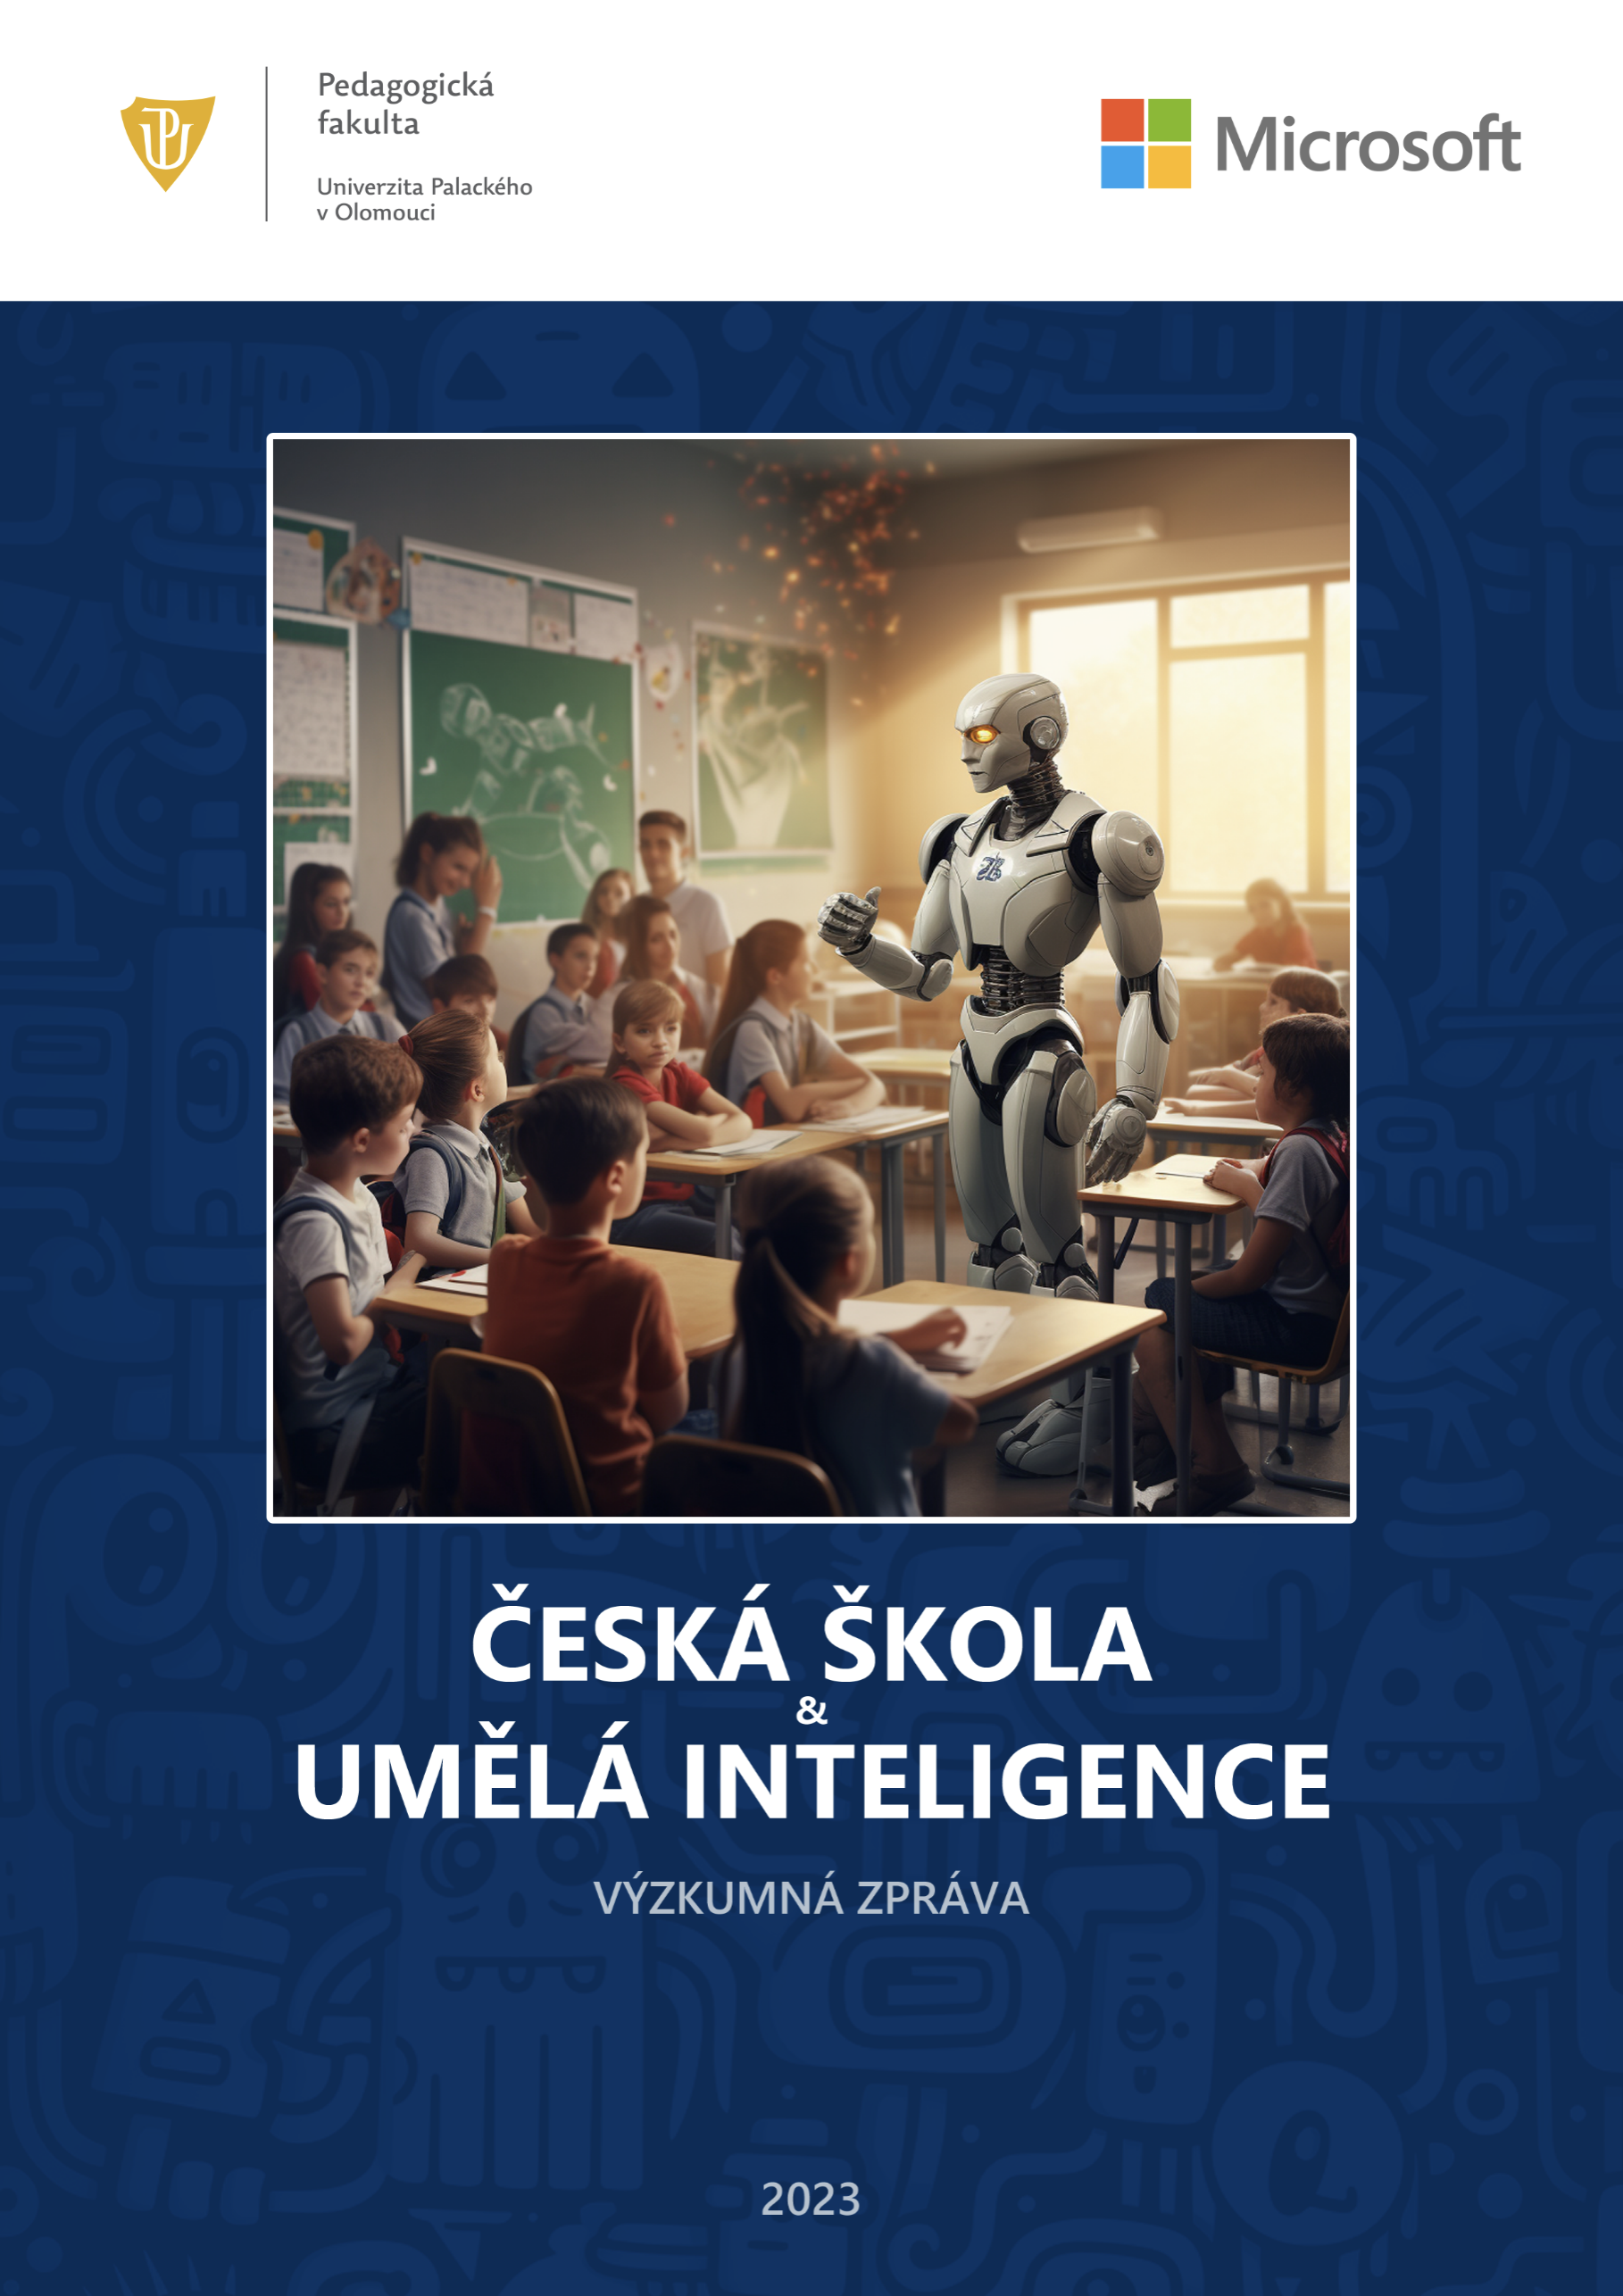 Pedagogická
fakulta
Univerzita Palackého
v Olomouci
Microsoft
ČESKÁ ŠKOLA
&
UMĚLÁ INTELIGENCE
VÝZKUMNÁ ZPRÁVA
2023